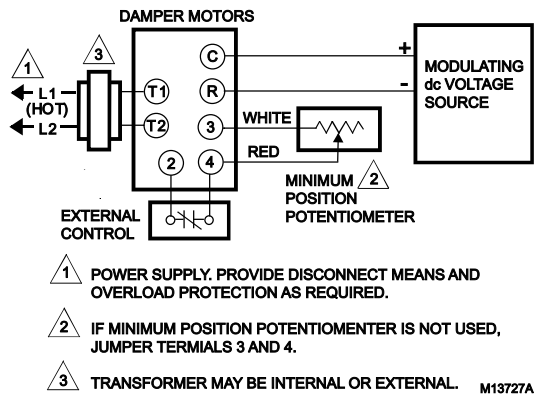 DAMPER MOTORS
1
3
L1
(HOT)
L2
T1
T2
C
R
3
2
4
+
-
MODULATING
dc VOLTAGE
SOURCE
WHITE
RED
MINIMUM 2
POSITION
POTENTIOMETER
EXTERNAL
CONTROL
1 POWER SUPPLY. PROVIDE DISCONNECT MEANS AND
OVERLOAD PROTECTION AS REQUIRED.
2 IF MINIMUM POSITION POTENTIOMENTER IS NOT USED,
JUMPER TERMIALS 3 AND 4.
3 TRANSFORMER MAY BE INTERNAL OR EXTERNAL.
M13727A